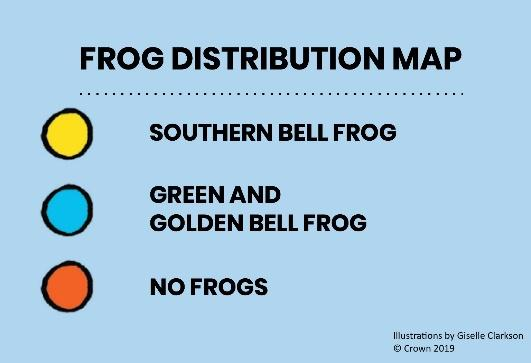 FROG DISTRIBUTION MAP
SOUTHERN BELL FROG
GREEN AND
GOLDEN BELL FROG
NO FROGS
Illustrations by Giselle Clarkson
© Crown 2019